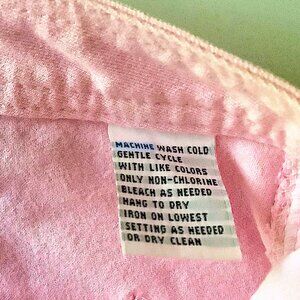 MACHINE WASH COLD
GENTLE CYCLE
WITH LIKE COLORS
ONLY NON-CHLORINE
BLEACH AS NEEDED
HANG TO DRY
IRON ON LOWEST
SETTING AS NEEDED
OR DRY CLEAN